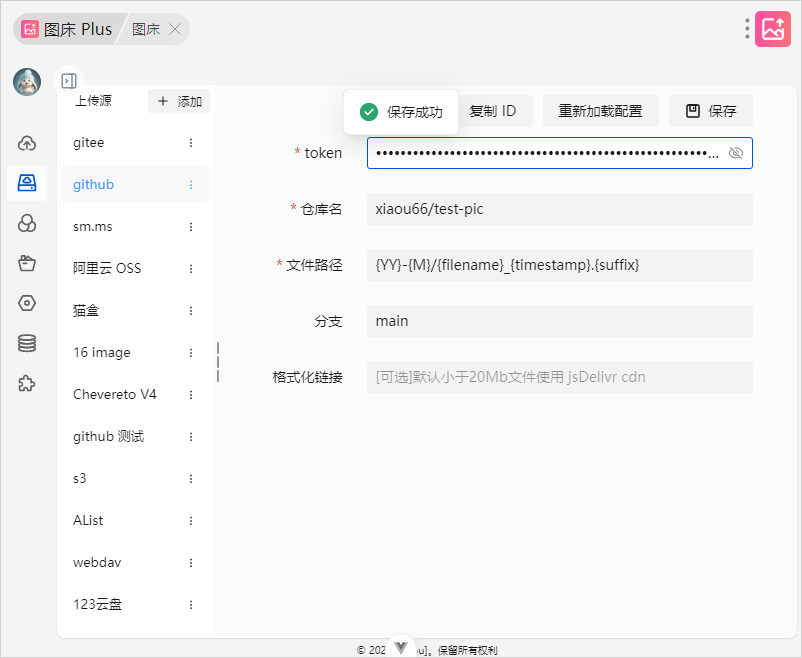 图床 Plus
图床
上传源
添加
gitee
github
sm.ms
阿里云 OSS
猫盒
16 image
Chevereto V4
github 测试
s3
AList
webdav
123云盘
保存成功
复制 ID
重新加载配置
保存
* token
••••••••••••••••••••••••••••••••••••••••••••••••••••••...
* 仓库名
xiaou66/test-pic
* 文件路径
{YY}-{M}/{filename}_{timestamp}.{suffix}
分支
main
格式化链接
[可选]默认小于20Mb文件使用 jsDelivr cdn
© 202 u]。保留所有权利